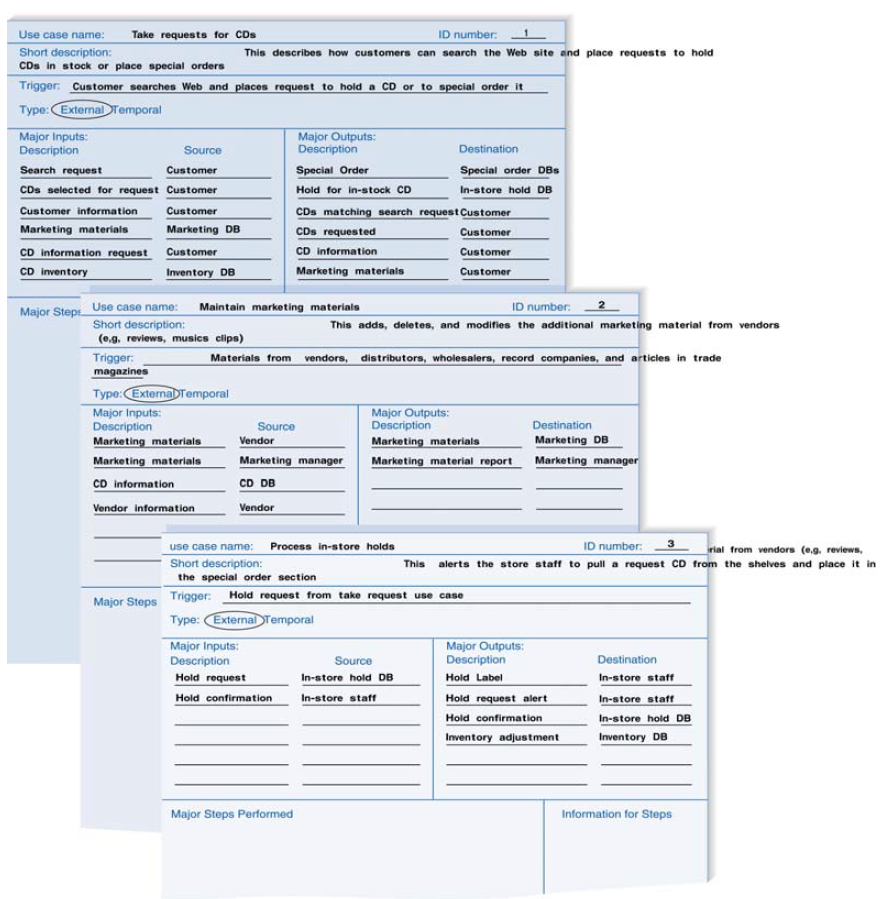 Use case name: Take requests for CDs ID number: 1
Short description: This describes how customers can search the Web site and place requests to hold
CDs in stock or place special orders
Trigger: Customer searches Web and places request to hold a CD or to special order it
Type: External Temporal
Major Inputs: Major Outputs:
Description Source Description Destination
Search request Customer Special Order Special order DBs
CDs selected for request Customer Hold for in-stock CD In-store hold DB
Customer information Customer CDs matching search request Customer
Marketing materials Marketing DB CDs requested Customer
CD information request Customer CD information Customer
CD inventory Inventory DB Marketing materials Customer
Major Steps
Use case name: Maintain marketing materials ID number: 2
Short description: This adds, deletes, and modifies the additional marketing material from vendors
(e,g, reviews, musics clips)
Trigger: Materials from vendors, distributors, wholesalers, record companies, and articles in trade
magazines
Type: External Temporal
Major Inputs: Major Outputs:
Description Source Description Destination
Marketing materials Vendor Marketing materials Marketing DB
Marketing materials Marketing manager Marketing material report Marketing manager
CD information CD DB
Vendor information Vendor
Major Steps
use case name: Process in-store holds ID number: 3
rial from vendors (e,g, reviews,
Short description: This alerts the store staff to pull a request CD from the shelves and place it in
the special order section
Trigger: Hold request from take request use case
Type: External Temporal
Major Inputs: Major Outputs:
Description Source Description Destination
Hold request In-store hold DB Hold Label In-store staff
Hold confirmation In-store staff Hold request alert In-store staff
Hold confirmation In-store hold DB
Inventory adjustment Inventory DB
Major Steps Performed Information for Steps